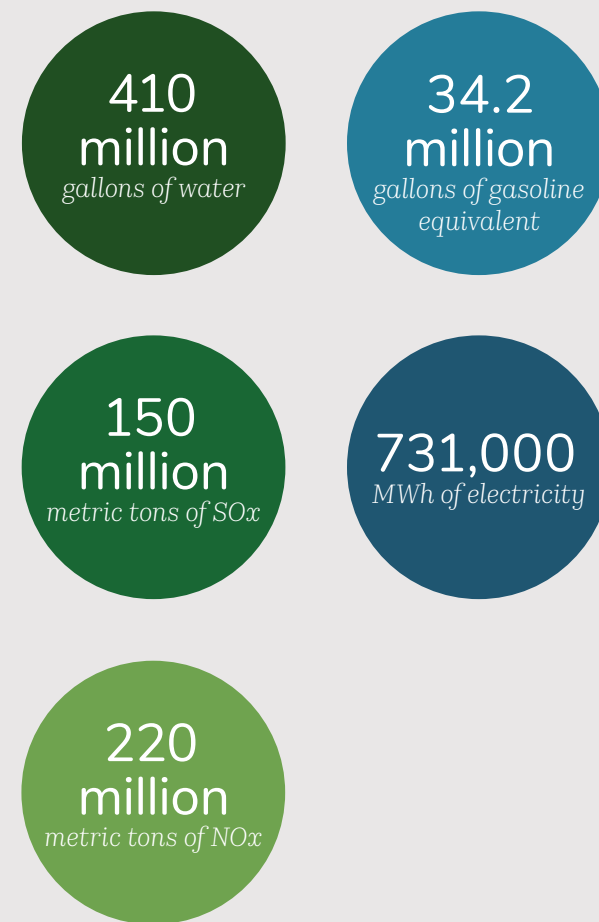 410
million
gallons of water
34.2
million
gallons of gasoline
equivalent
150
million
metric tons of SOx
731,000
MWh of electricity
220
million
metric tons of NOx